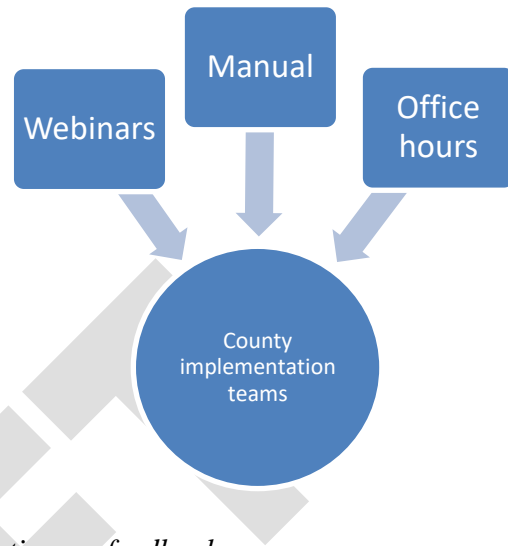 Manual
Webinars
Office
hours
County
implementation
teams